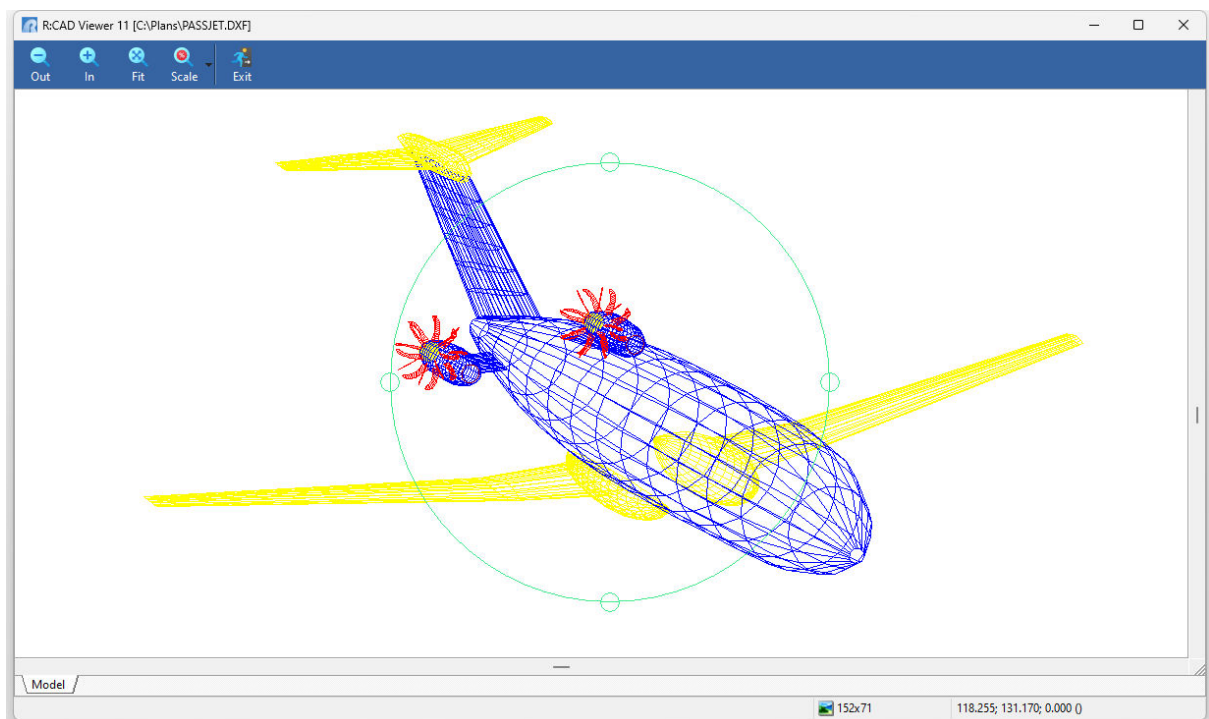 R:CAD Viewer 11 [C:\Plans\PASSJET.DXF]
Out In Fit Scale Exit
Model
152x71 118.255; 131.170; 0.000 ()